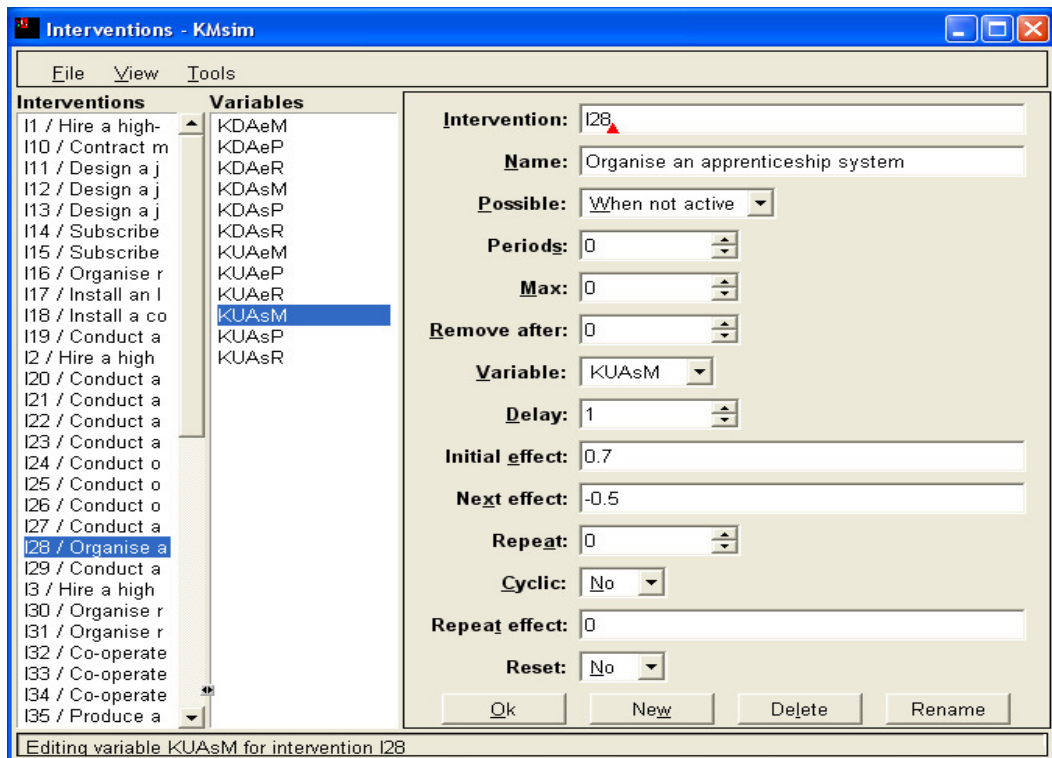 Interventions - KMsim
File View Tools
Interventions
I1 / Hire a high-
I10 / Contract m
I11 / Design a j
I12 / Design a j
I13 / Design a j
I14 / Subscribe
I15 / Subscribe
I16 / Organise r
I17 / Install an I
I18 / Install a co
I19 / Conduct a
I2 / Hire a high
I20 / Conduct a
I21 / Conduct a
I22 / Conduct a
I23 / Conduct a
I24 / Conduct o
I25 / Conduct o
I26 / Conduct o
I27 / Conduct a
I28 / Organise a
I29 / Conduct a
I3 / Hire a high
I30 / Organise r
I31 / Organise r
I32 / Co-operate
I33 / Co-operate
I34 / Co-operate
I35 / Produce a
Variables
KDAeM
KDAeP
KDAeR
KDAsM
KDAsP
KDAsR
KUAeM
KUAeP
KUAeR
KUAsM
KUAsP
KUAsR
Intervention: I28
Name: Organise an apprenticeship system
Possible: When not active
Periods: 0
Max: 0
Remove after: 0
Variable: KUAsM
Delay: 1
Initial effect: 0.7
Next effect: -0.5
Repeat: 0
Cyclic: No
Repeat effect: 0
Reset: No
Ok New Delete Rename
Editing variable KUAsM for intervention I28